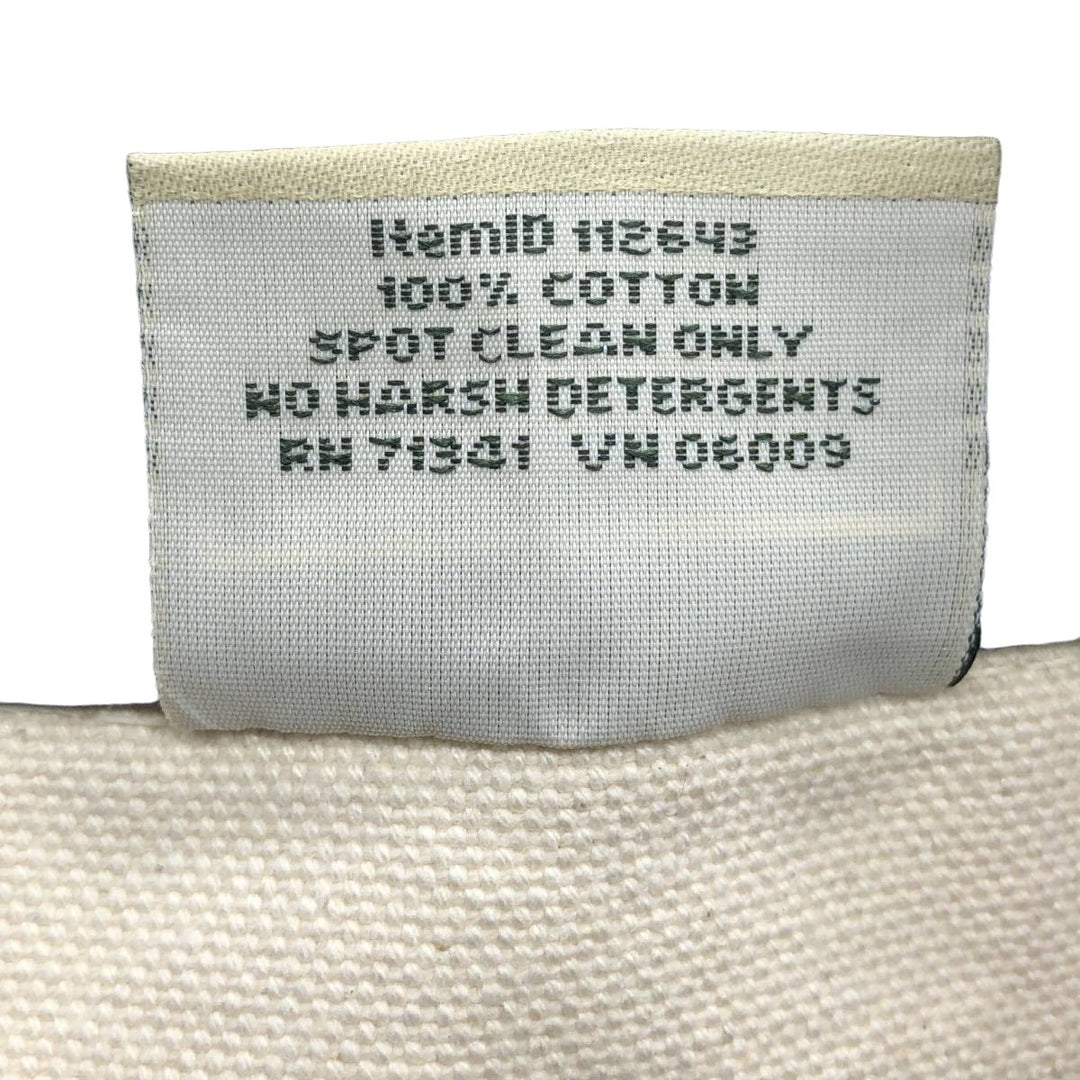 ItemID 112643
100% COTTON
SPOT CLEAN ONLY
NO HARSH DETERGENTS
RN 71341 VN 06009